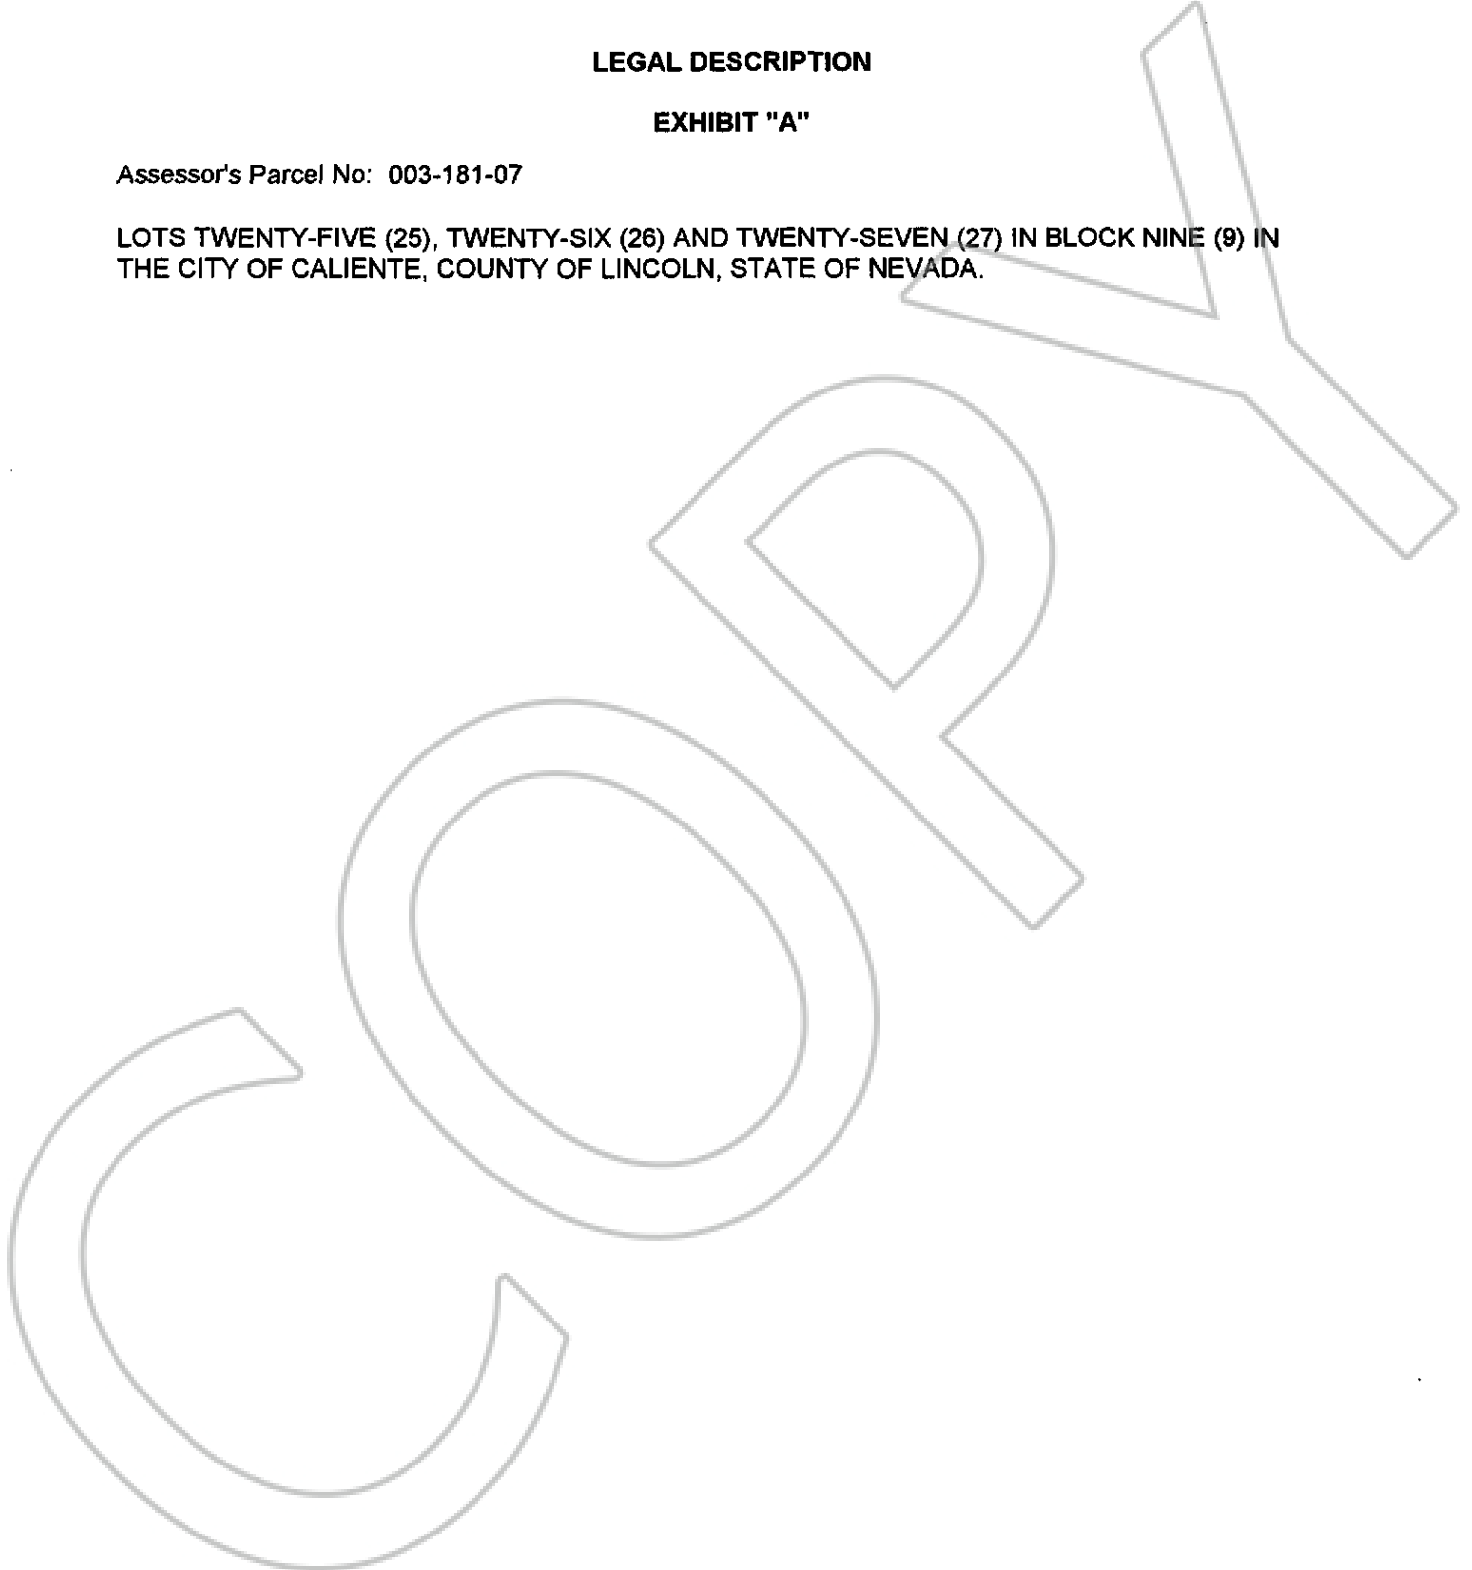 LEGAL DESCRIPTION
EXHIBIT "A"
Assessor's Parcel No: 003-181-07
LOTS TWENTY-FIVE (25), TWENTY-SIX (26) AND TWENTY-SEVEN (27) IN BLOCK NINE (9) IN
THE CITY OF CALIENTE, COUNTY OF LINCOLN, STATE OF NEVADA.
COPY